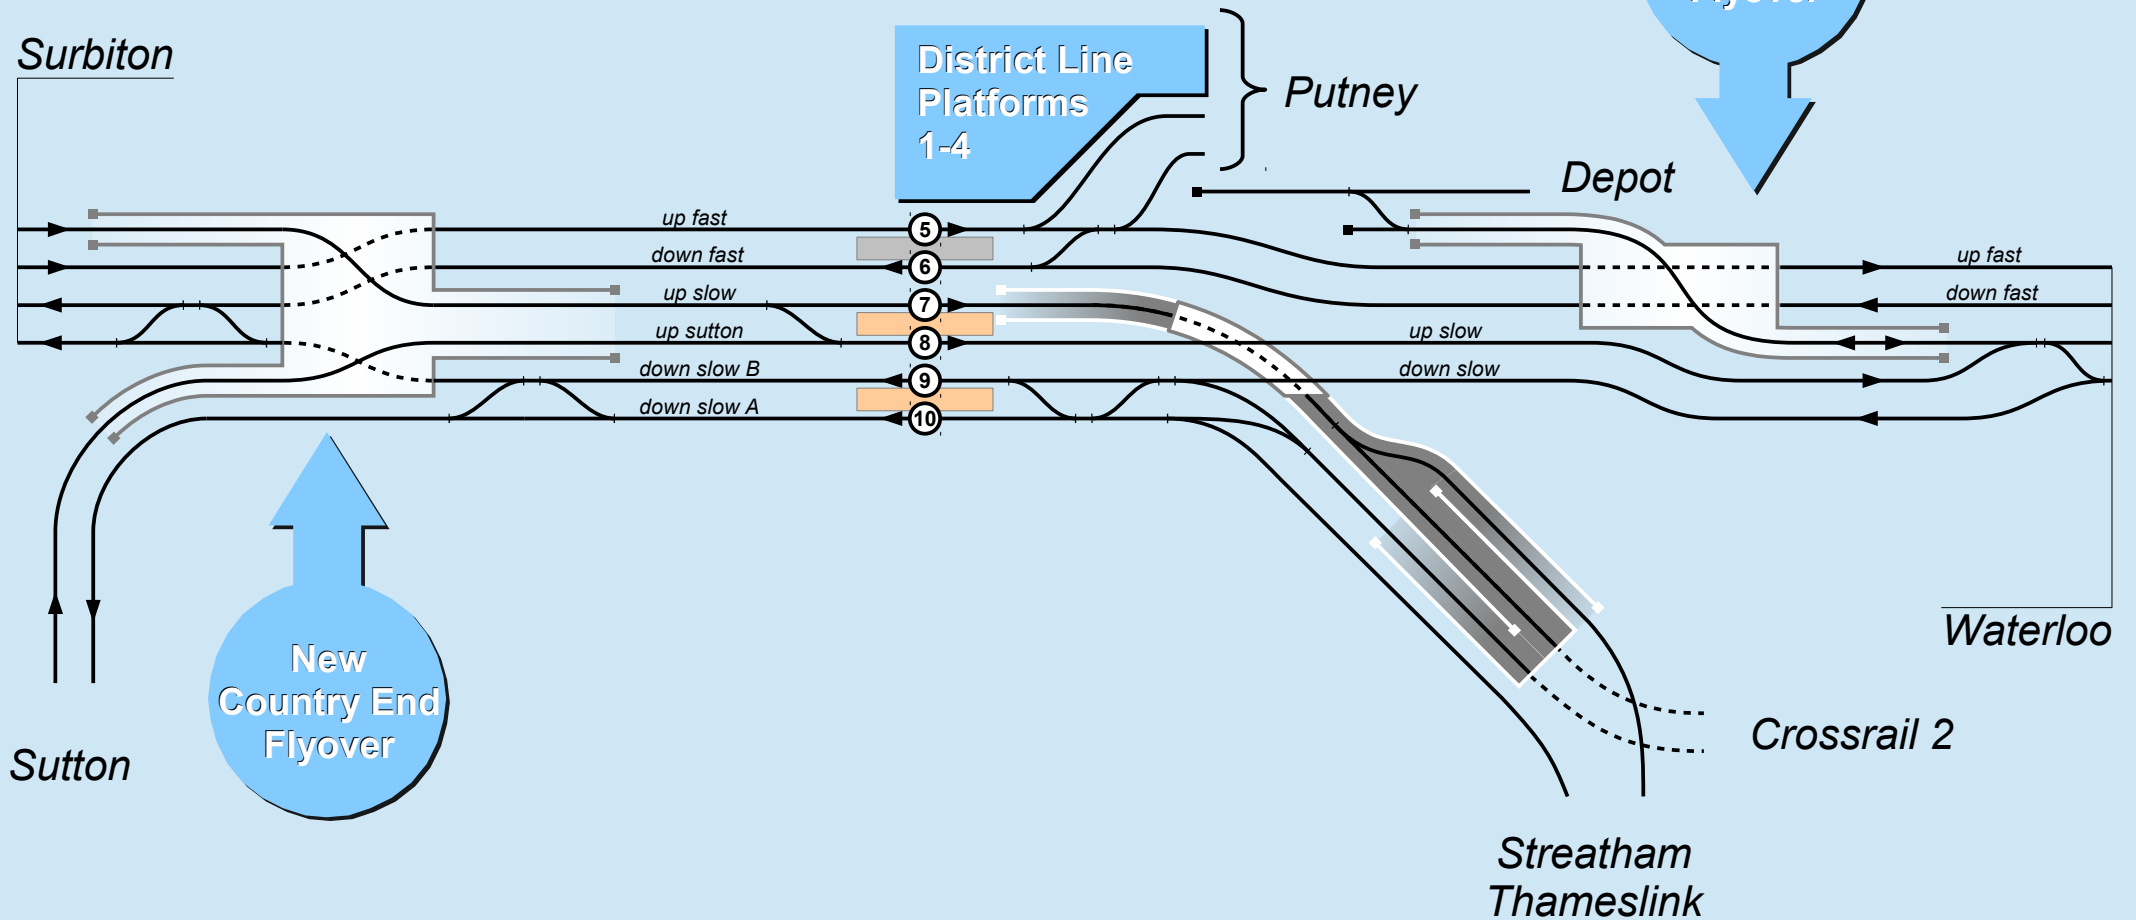 Flyover
Surbiton
District Line
Platforms
1-4
Putney
Depot
up fast
5
down fast
6
up fast
up slow
7
down fast
up sutton
8
up slow
down slow B
9
down slow
down slow A
10
New
Country End
Flyover
Waterloo
Sutton
Crossrail 2
Streatham
Thameslink